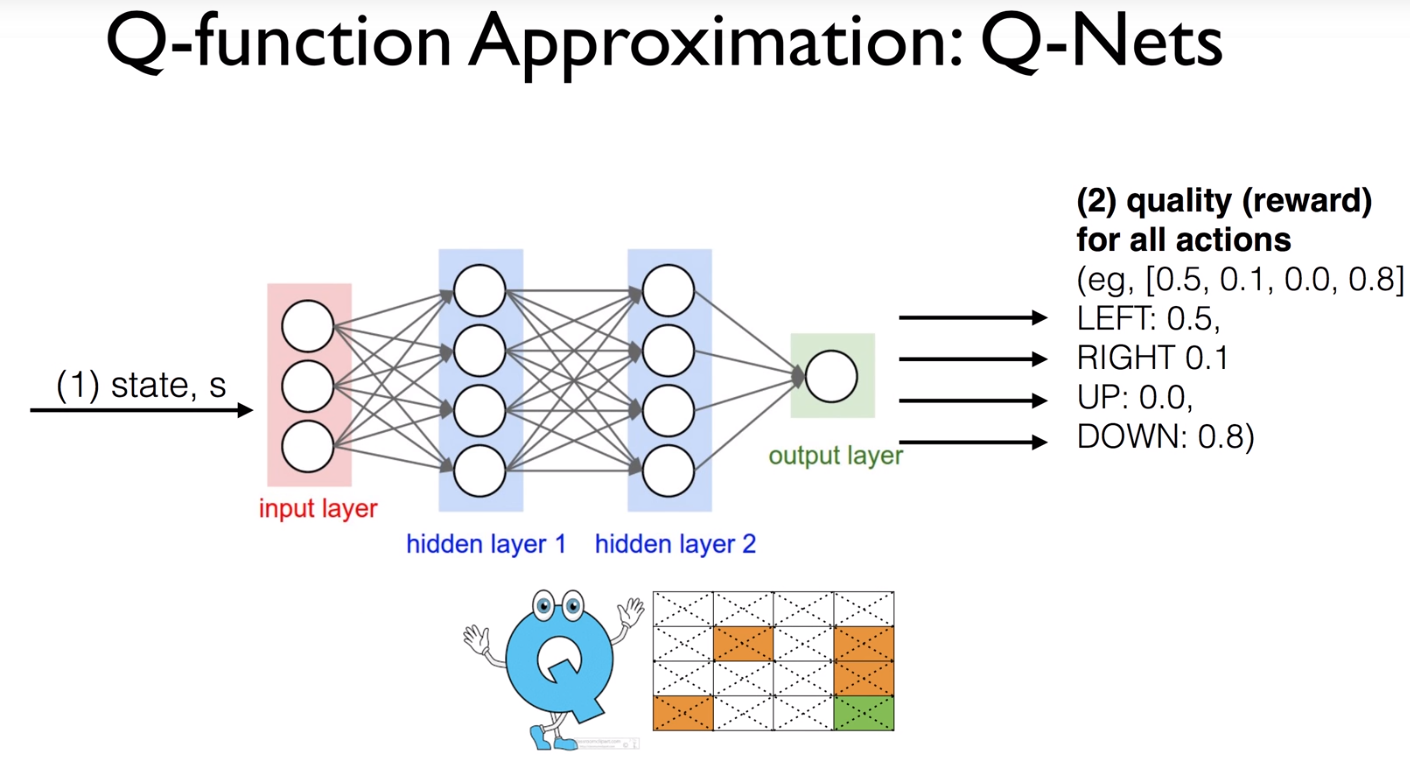 Q-function Approximation: Q-Nets
(1) state, s
input layer
hidden layer 1
hidden layer 2
output layer
(2) quality (reward)
for all actions
(eg, [0.5, 0.1, 0.0, 0.8]
LEFT: 0.5,
RIGHT 0.1
UP: 0.0,
DOWN: 0.8)
Q